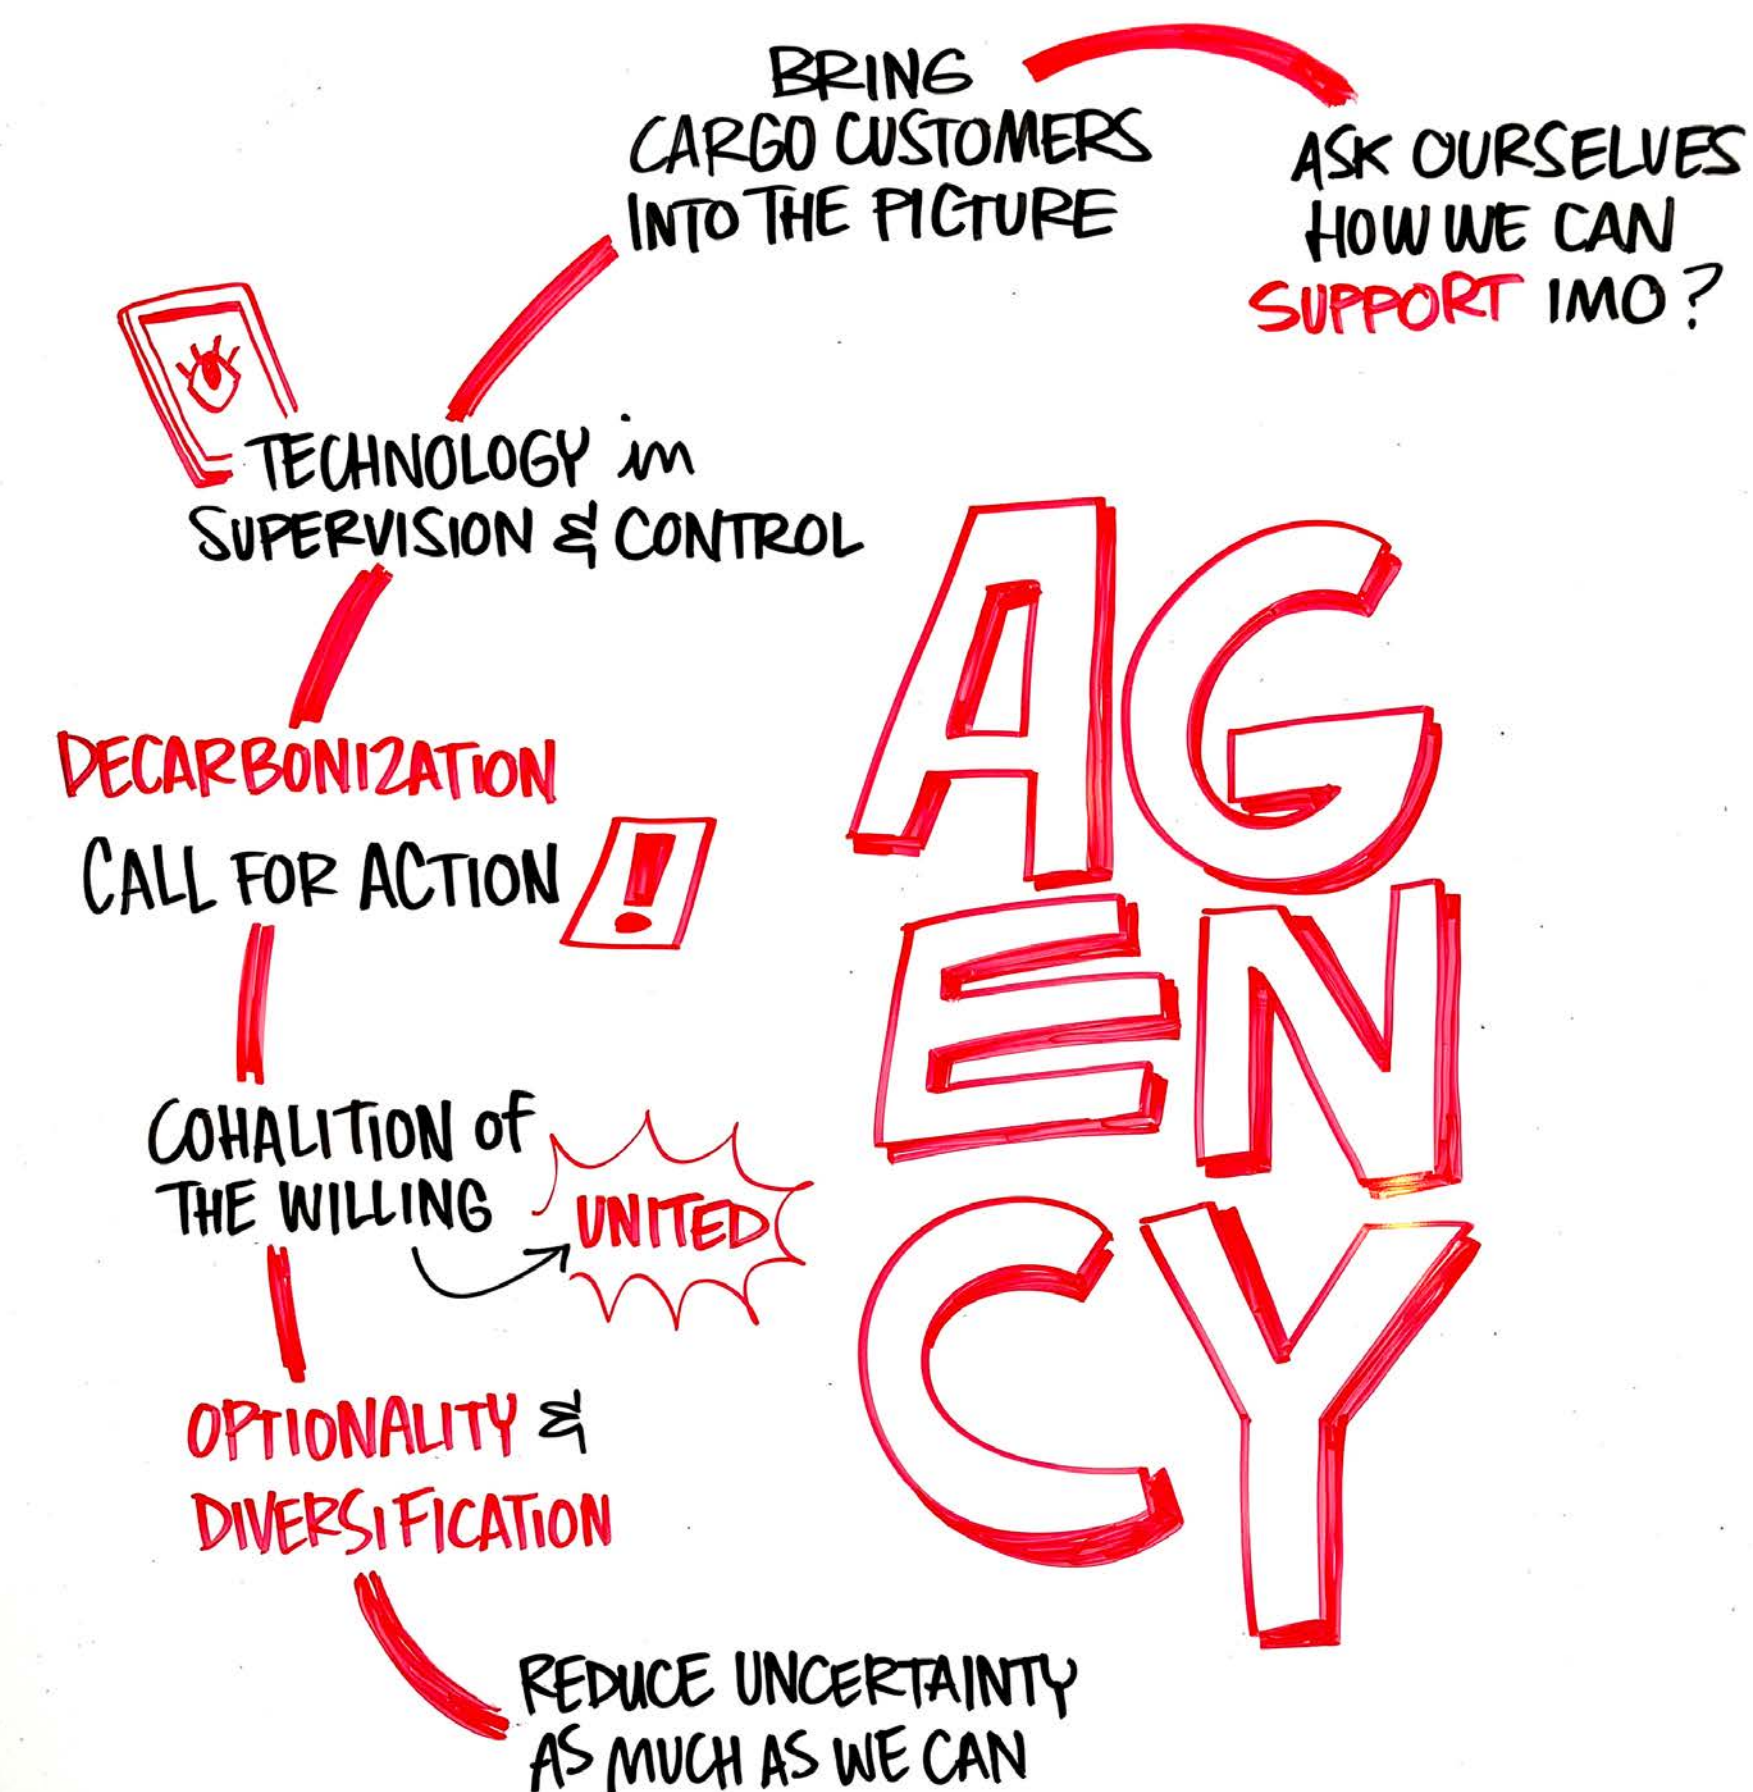 BRING
CARGO CUSTOMERS
INTO THE PICTURE
ASK OURSELVES
HOW WE CAN
SUPPORT IMO?
TECHNOLOGY in
SUPERVISION & CONTROL
DECARBONIZATION
CALL FOR ACTION
!
COHALITION of
THE WILLING
UNITED
OPTIONALITY &
DIVERSIFICATION
REDUCE UNCERTAINTY
AS MUCH AS WE CAN
AG
EN
CY